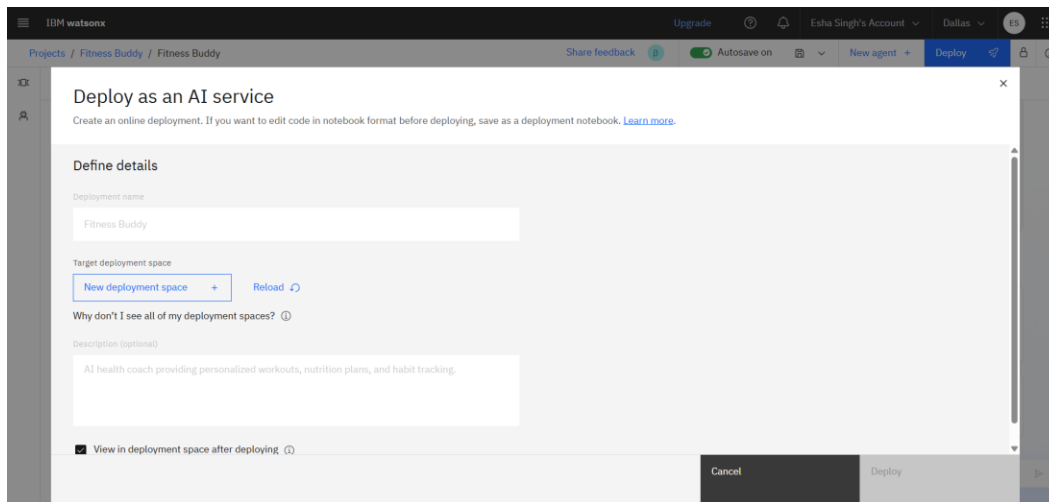 IBM watsonx
Upgrade
Esha Singh's Account
Dallas
ES
Projects / Fitness Buddy / Fitness Buddy
Share feedback
Autosave on
New agent +
Deploy
Deploy as an AI service
Create an online deployment. If you want to edit code in notebook format before deploying, save as a deployment notebook. Learn more.
Define details
Deployment name
Fitness Buddy
Target deployment space
New deployment space +
Reload
Why don't I see all of my deployment spaces?
Description (optional)
AI health coach providing personalized workouts, nutrition plans, and habit tracking.
View in deployment space after deploying
Cancel
Deploy